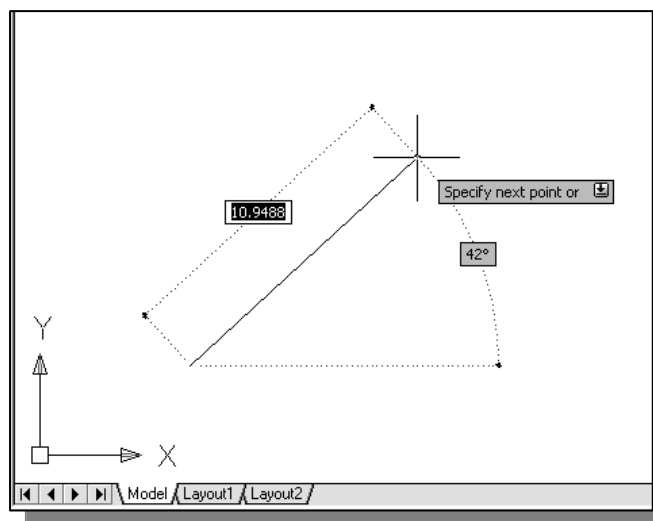 10.9488
Specify next point or
42°
Y
X
Model Layout1 Layout2